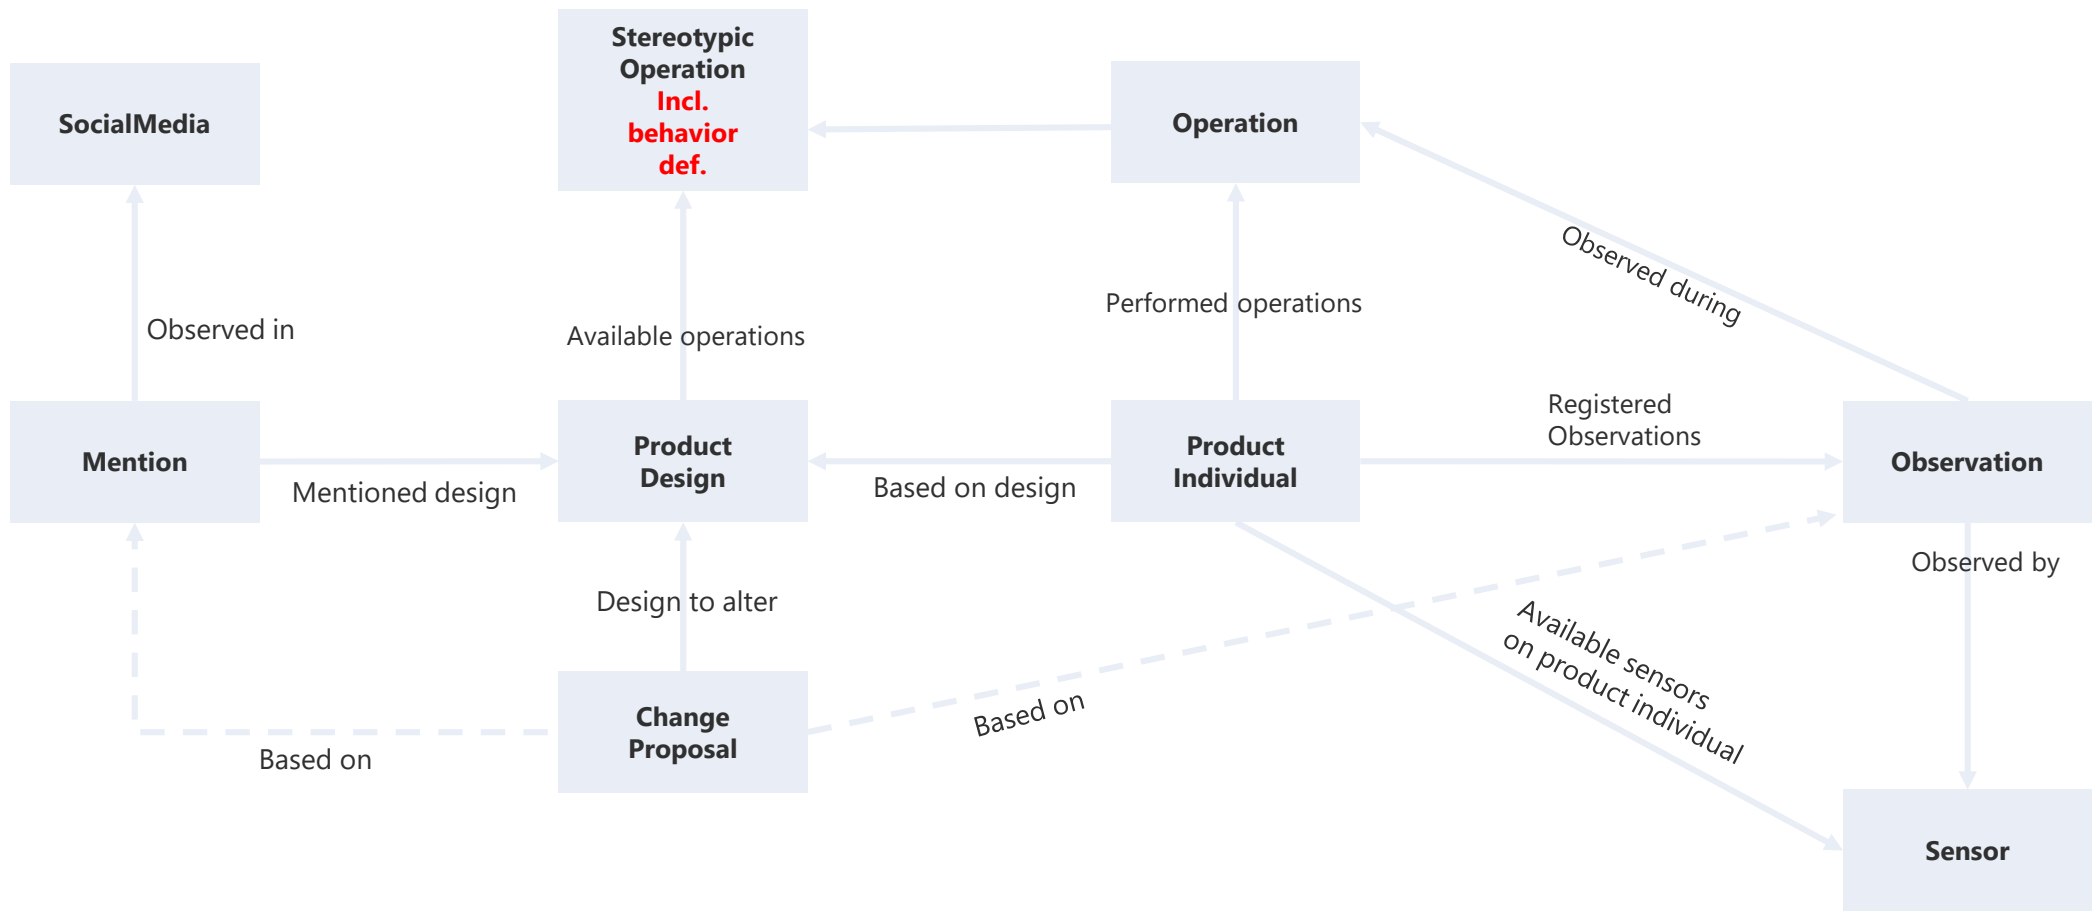 Stereotypic
Operation
Incl.
behavior
def.
SocialMedia
Operation
Observed during
Performed operations
Observed in
Available operations
Registered
Observations
Mention
Product
Design
Product
Individual
Observation
Mentioned design
Based on design
Observed by
Design to alter
Available sensors
on product individual
Based on
Change
Proposal
Based on
Sensor